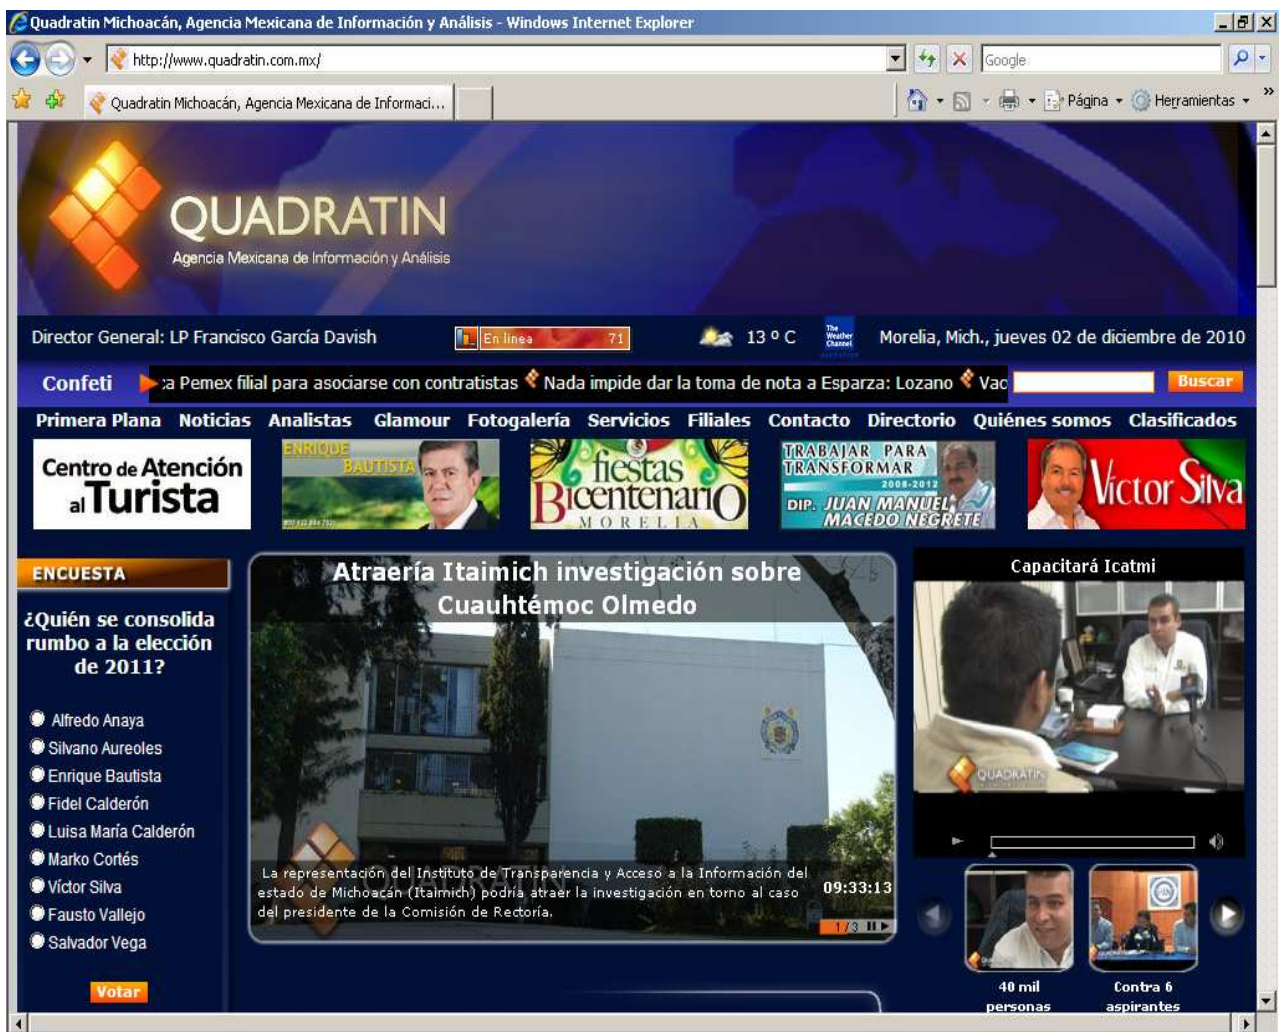 Quadratin Michoacán, Agencia Mexicana de Información y Análisis - Windows Internet Explorer
http://www.quadratin.com.mx/
Google
Quadratin Michoacán, Agencia Mexicana de Informaci...
Página
Herramientas
QUADRATIN
Agencia Mexicana de Información y Análisis
Director General: LP Francisco García Davish
En línea
71
13 º C
The Weather Channel
Morelia, Mich., jueves 02 de diciembre de 2010
Confeti
:a Pemex filial para asociarse con contratistas Nada impide dar la toma de nota a Esparza: Lozano Vac
Buscar
Primera Plana Noticias Analistas Glamour Fotogalería Servicios Filiales Contacto Directorio Quiénes somos Clasificados
Centro de Atención
al Turista
ENRIQUE
BAUTISTA
fiestas
Bicentenario
MORELIA
TRABAJAR PARA
TRANSFORMAR
2008-2012
DIP. JUAN MANUEL
MACEDO NEGRETE
Víctor Silva
ENCUESTA
¿Quién se consolida
rumbo a la elección
de 2011?
Alfredo Anaya
Silvano Aureoles
Enrique Bautista
Fidel Calderón
Luisa María Calderón
Marko Cortés
Víctor Silva
Fausto Vallejo
Salvador Vega
Votar
Atraería Itaimich investigación sobre
Cuauhtémoc Olmedo
QUADRATIN
La representación del Instituto de Transparencia y Acceso a la Información del
estado de Michoacán (Itaimich) podría atraer la investigación en torno al caso
del presidente de la Comisión de Rectoría.
09:33:13
1/3
Capacitará Icatmi
QUADRATIN
40 mil
personas
Contra 6
aspirantes